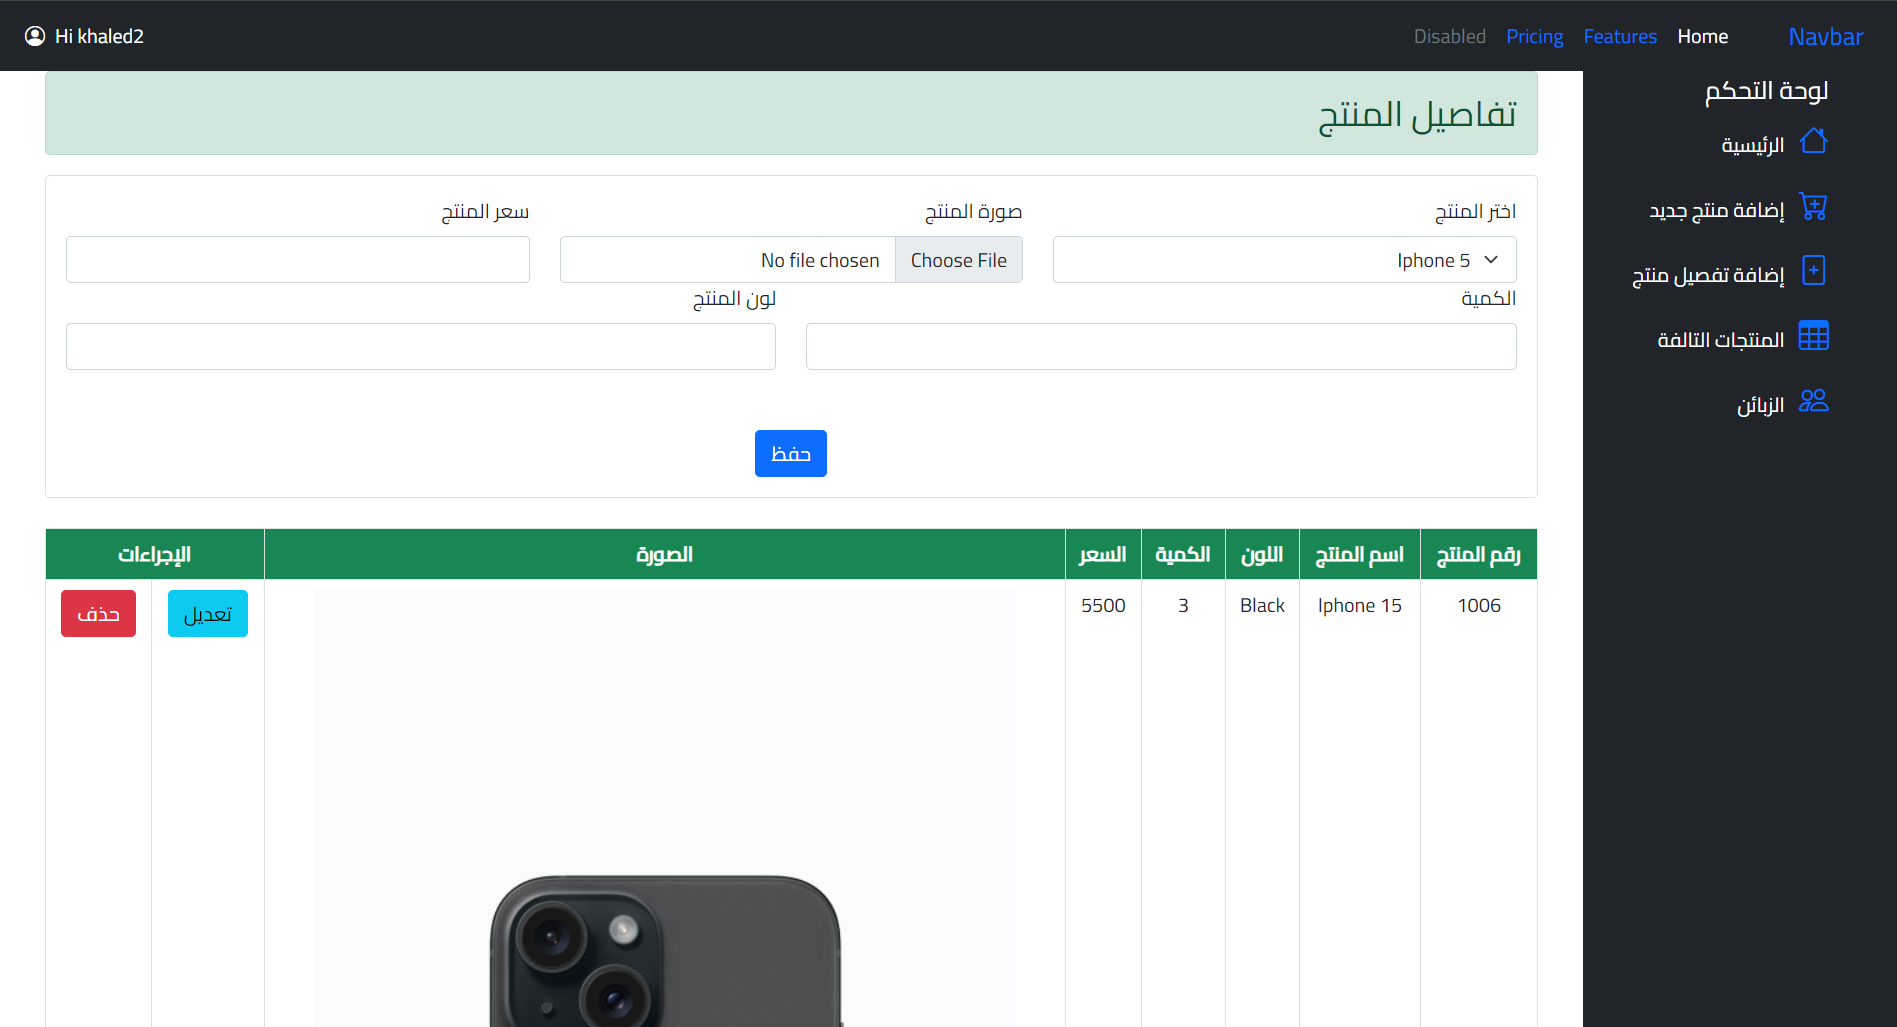 Navbar Home Features Pricing Disabled Hi khaled2
لوحة التحكم
الرئيسية
إضافة منتج جديد
إضافة تفصيل منتج
المنتجات التالفة
الزبائن
تفاصيل المنتج
اختر المنتج صورة المنتج سعر المنتج
Iphone 5 Choose File No file chosen
الكمية لون المنتج
حفظ
رقم المنتج اسم المنتج اللون الكمية السعر الصورة الإجراءات
1006 Iphone 15 Black 3 5500 تعديل حذف